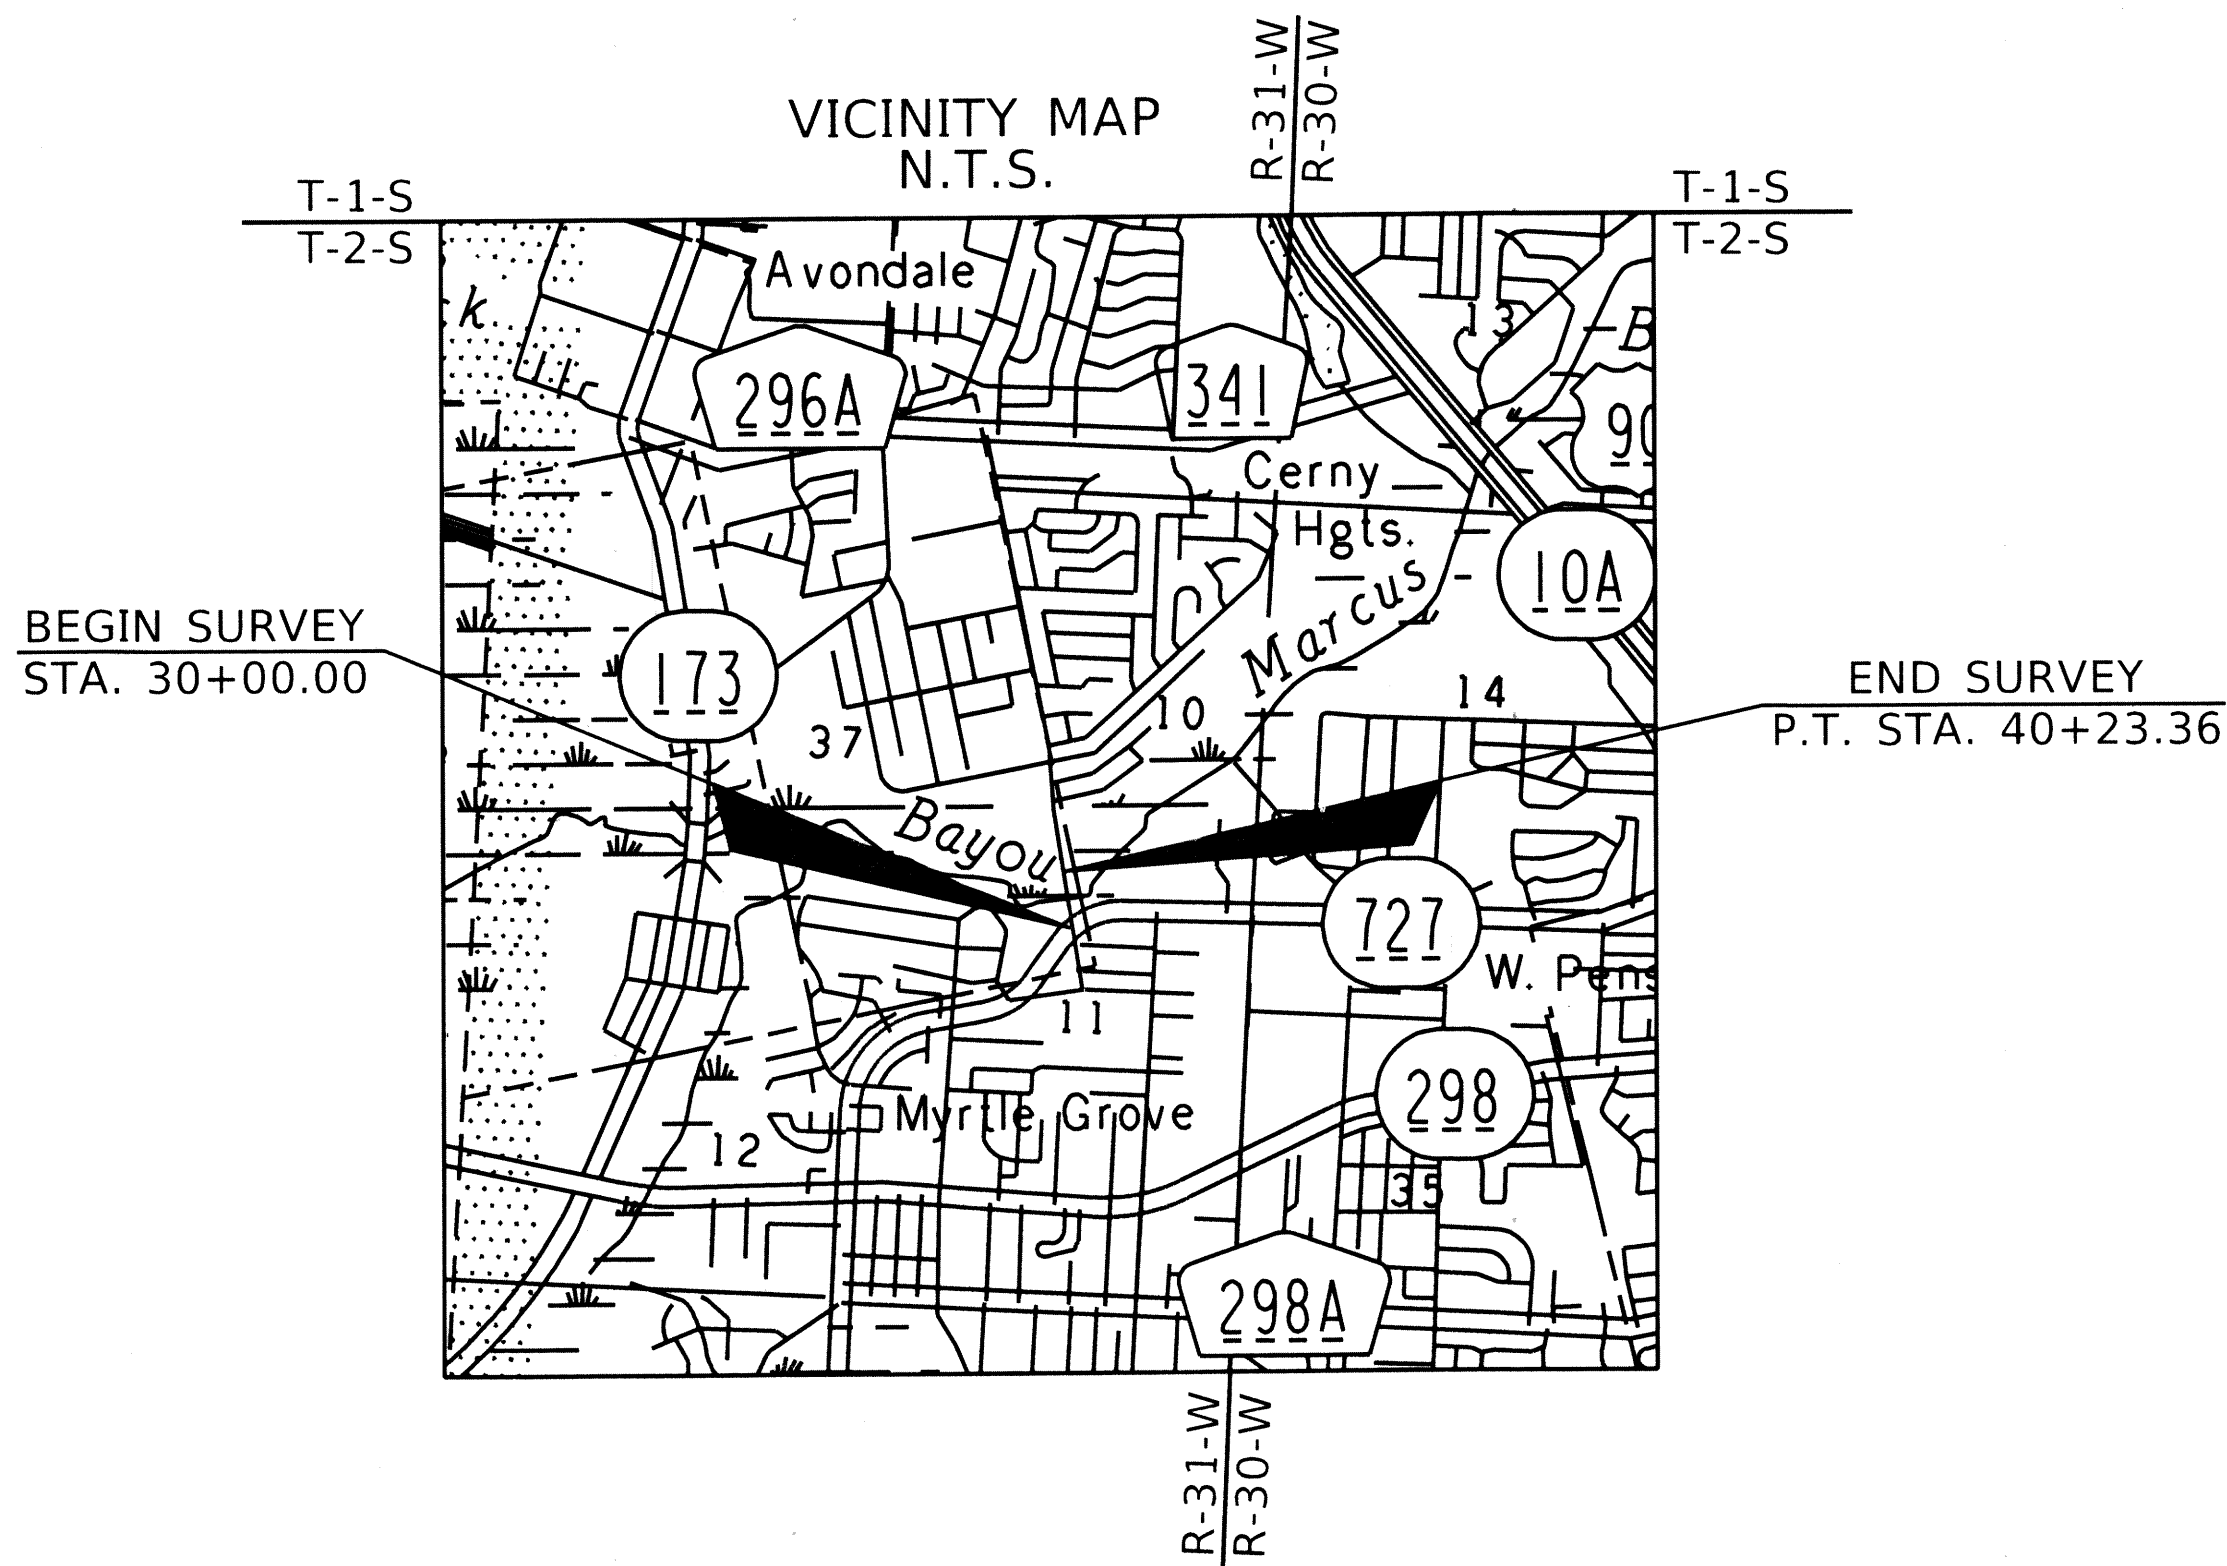 R-31-W
R-30-W
VICINITY MAP
N.T.S.
T-1-S
T-2-S
T-1-S
T-2-S
Avondale
k
13
B
296A
341
90
Cerny
Hgts.
10A
Marcus
BEGIN SURVEY
STA. 30+00.00
173
END SURVEY
P.T. STA. 40+23.36
14
10
37
Bayou
727
W. Pens
11
298
Myrtle Grove
12
35
298A
R-31-W
R-30-W